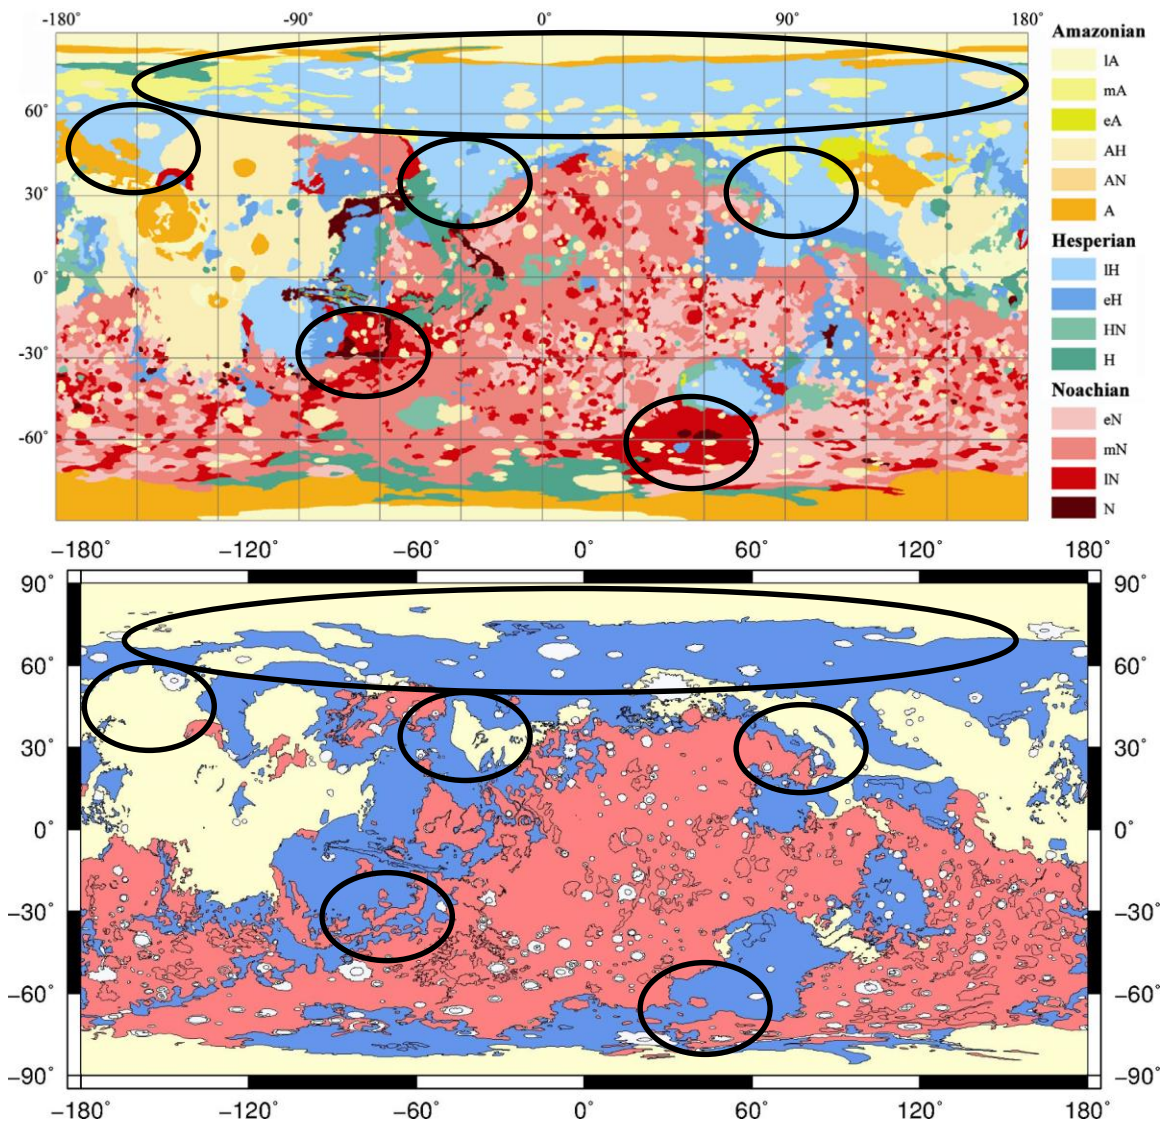 -180° -90° 0° 90° 180°
Amazonian
lA
mA
60°
eA
AH
30°
AN
A
Hesperian
0°
lH
eH
-30°
HN
H
Noachian
eN
-60°
mN
lN
N
−180° −120° −60° 0° 60° 120° 180°
90° 90°
60° 60°
30° 30°
0° 0°
−30° −30°
−60° −60°
−90° −90°
−180° −120° −60° 0° 60° 120° 180°